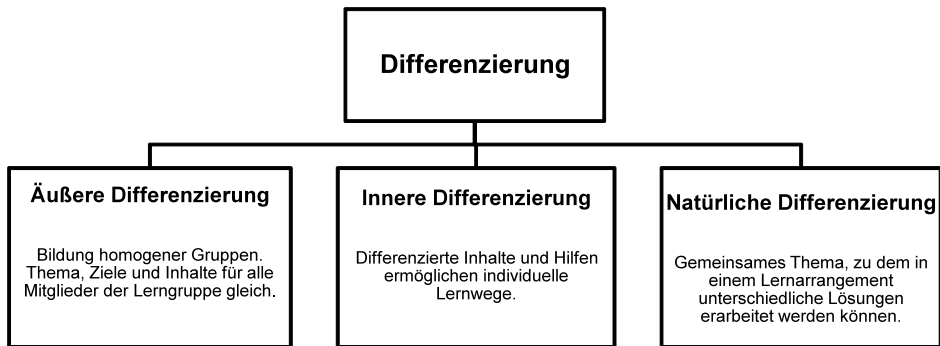 Differenzierung
Äußere Differenzierung
Bildung homogener Gruppen.
Thema, Ziele und Inhalte für alle
Mitglieder der Lerngruppe gleich.
Innere Differenzierung
Differenzierte Inhalte und Hilfen
ermöglichen individuelle
Lernwege.
Natürliche Differenzierung
Gemeinsames Thema, zu dem in
einem Lernarrangement
unterschiedliche Lösungen
erarbeitet werden können.